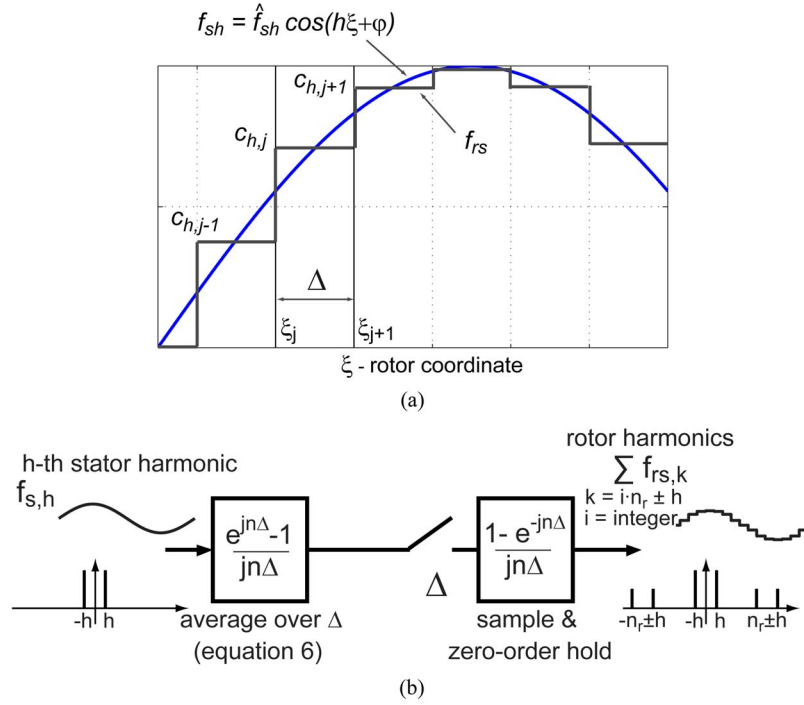 f_sh = f̂_sh cos(hξ+φ)
c_h,j+1
c_h,j
f_rs
c_h,j-1
Δ
ξ_j
ξ_j+1
ξ - rotor coordinate
(a)
rotor harmonics
h-th stator harmonic
∑ f_rs,k
f_s,h
k = i·n_r ± h
i = integer
e^jnΔ-1
jnΔ
1- e^-jnΔ
jnΔ
Δ
-h h
average over Δ
(equation 6)
sample &
zero-order hold
-n_r±h -h h n_r±h
(b)